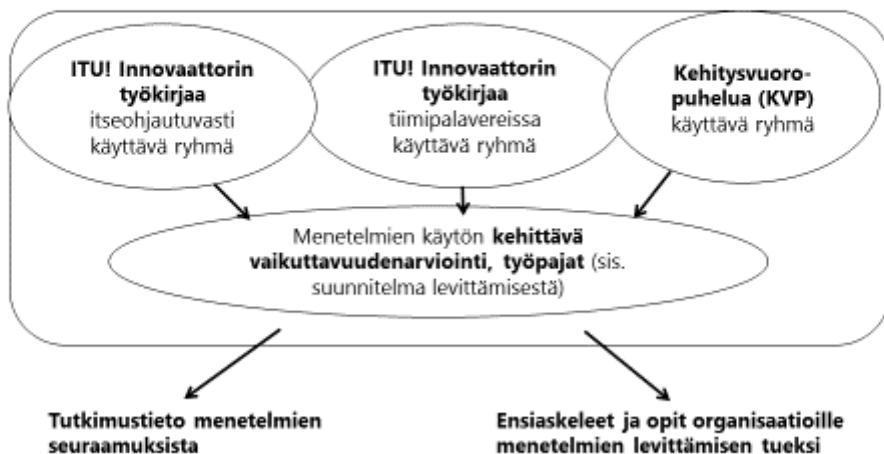 ITU! Innovaattorin
työkirjaa
itseohjautuvasti
käyttävä ryhmä
ITU! Innovaattorin
työkirjaa
tiimipalavereissa
käyttävä ryhmä
Kehitysvuoro-
puhelua (KVP)
käyttävä ryhmä
Menetelmien käytön kehittävä
vaikuttavuudenarviointi, työpajat (sis.
suunnitelma levittämisestä)
Tutkimustieto menetelmien
seuraamuksista
Ensiaskeleet ja opit organisaatioille
menetelmien levittämisen tueksi